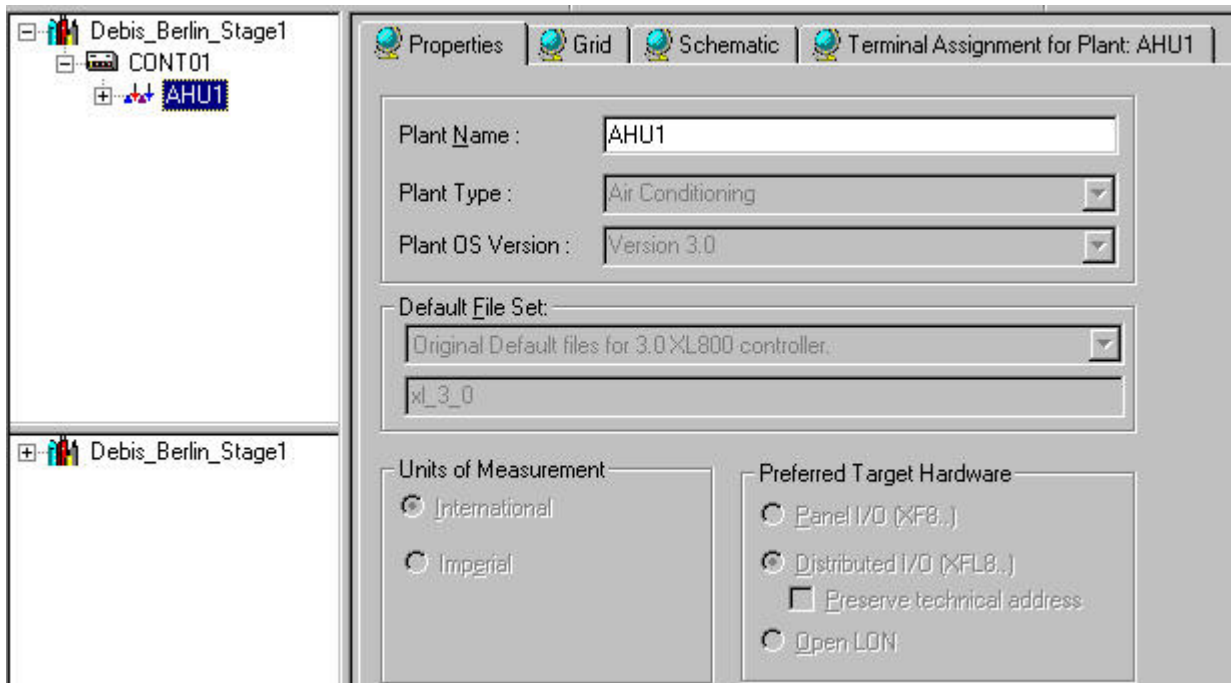 Debis_Berlin_Stage1
CONT01
AHU1
Debis_Berlin_Stage1
Properties
Grid
Schematic
Terminal Assignment for Plant: AHU1
Plant Name :
AHU1
Plant Type :
Air Conditioning
Plant OS Version :
Version 3.0
Default File Set:
Original Default files for 3.0 XL800 controller.
xl_3_0
Units of Measurement
International
Imperial
Preferred Target Hardware
Panel I/O (XF8..)
Distributed I/O (XFL8..)
Preserve technical address
Open LON